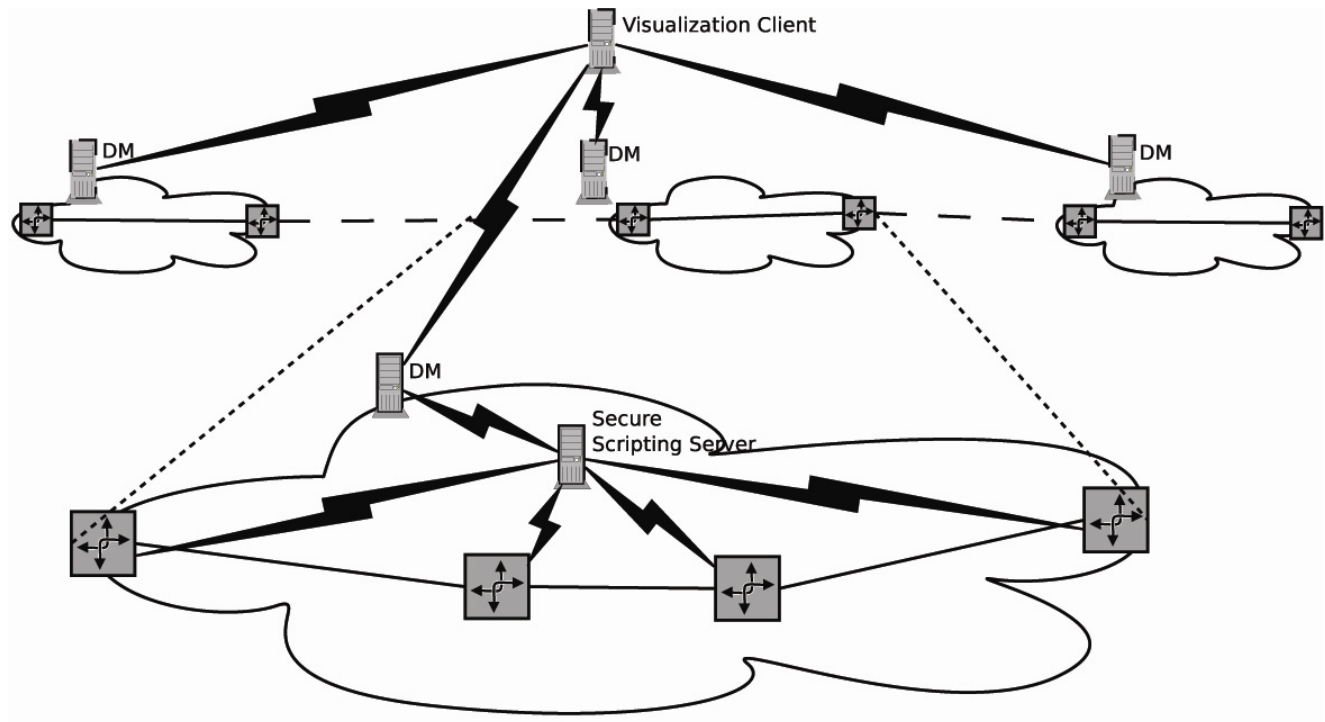 Visualization Client
DM
DM
DM
DM
Secure
Scripting Server